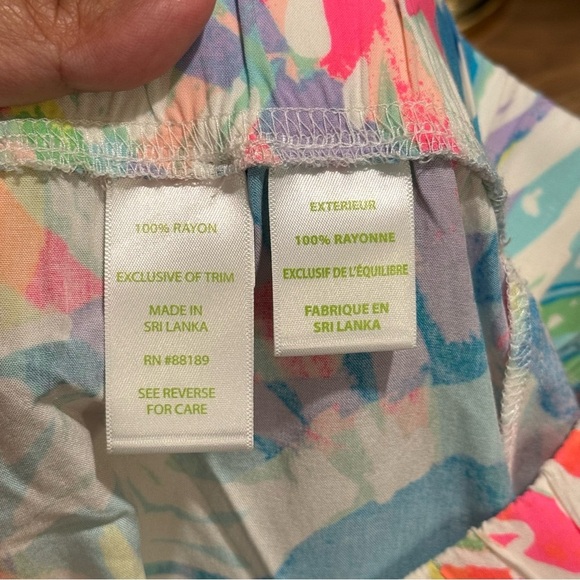 100% RAYON
EXCLUSIVE OF TRIM
MADE IN
SRI LANKA
RN #88189
SEE REVERSE
FOR CARE
EXTERIEUR
100% RAYONNE
EXCLUSIF DE L'ÉQUILIBRE
FABRIQUE EN
SRI LANKA